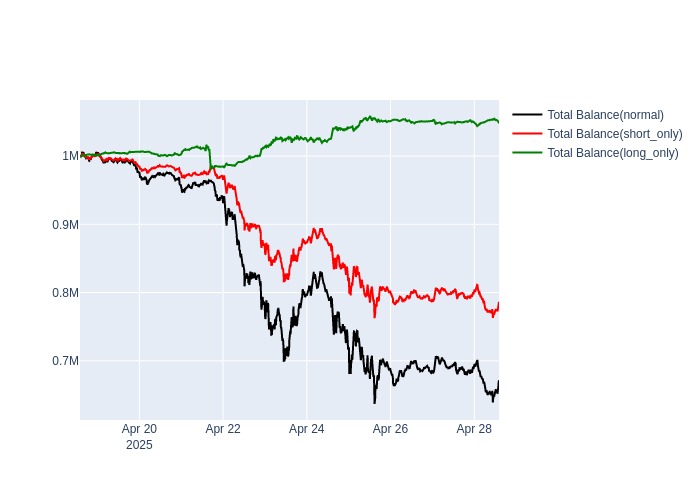 Total Balance(normal)
Total Balance(short_only)
Total Balance(long_only)
1M
0.9M
0.8M
0.7M
Apr 20
2025
Apr 22
Apr 24
Apr 26
Apr 28